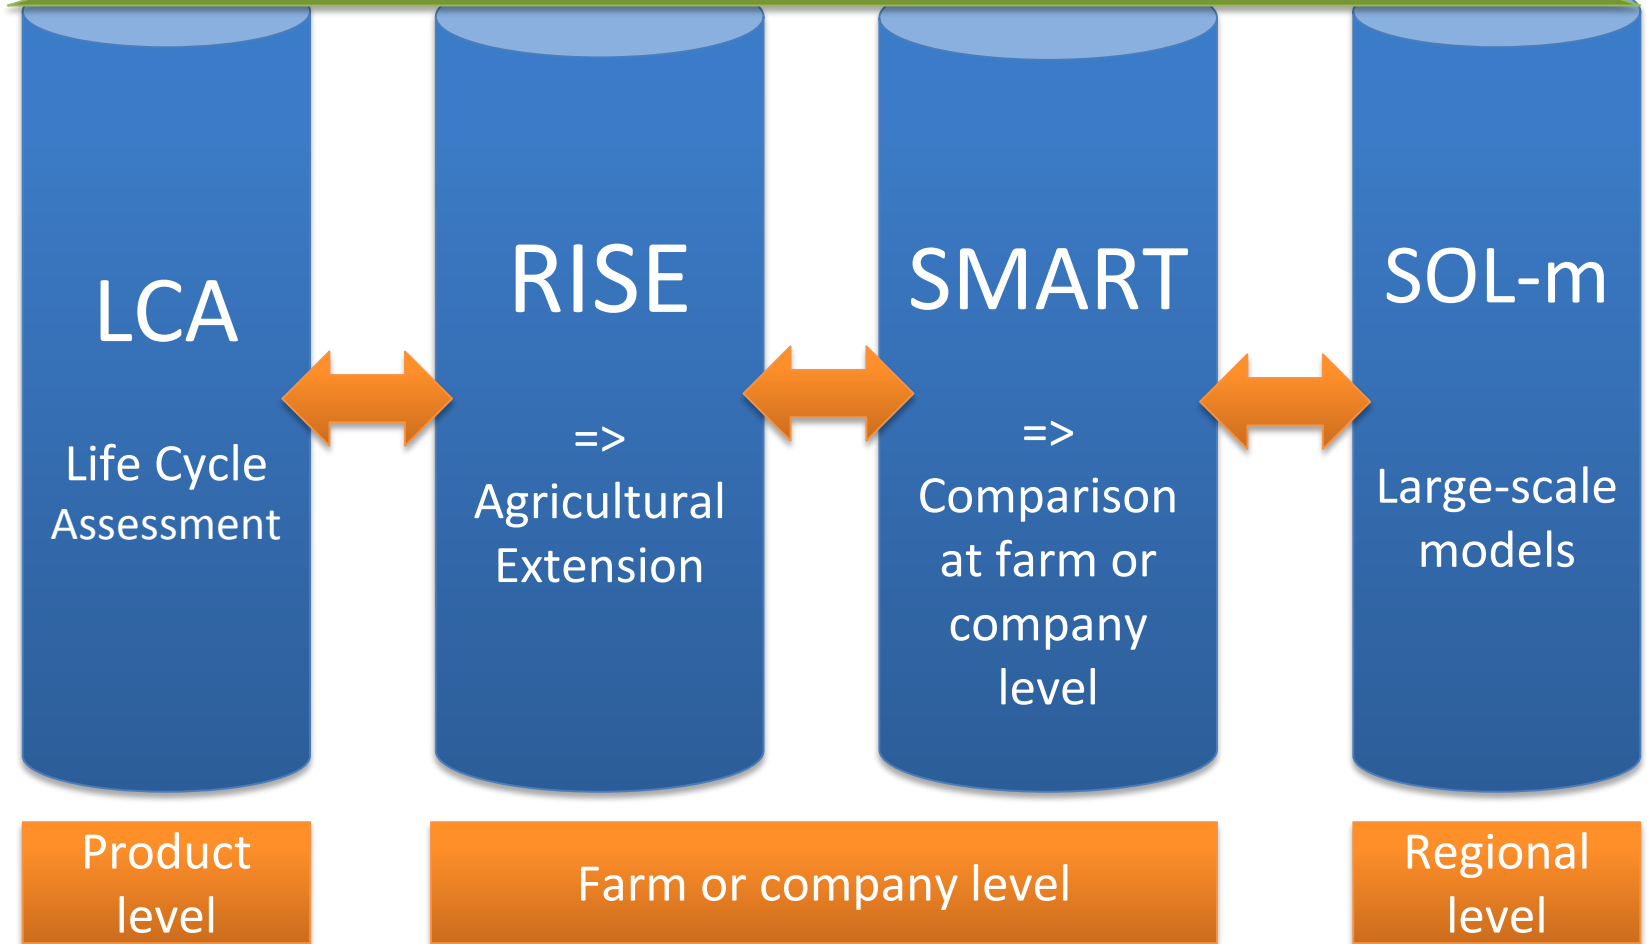 LCA
Life Cycle
Assessment
RISE
=>
Agricultural
Extension
SMART
=>
Comparison
at farm or
company
level
SOL-m
Large-scale
models
Product
level
Farm or company level
Regional
level